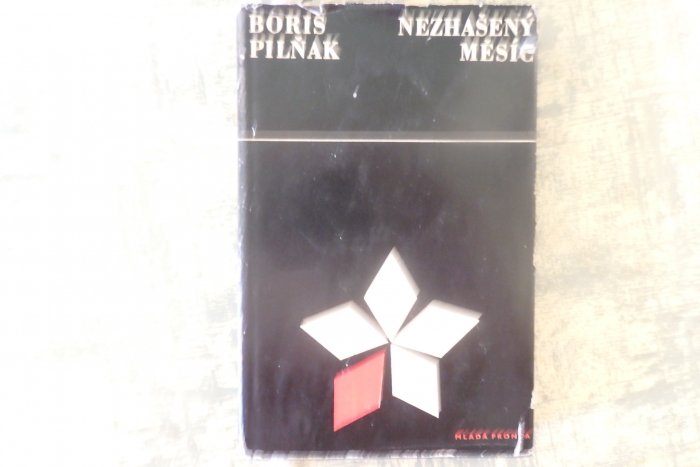 BORIS
PILŇAK
NEZHAŠENÝ
MĚSÍC
MLADÁ FRONTA